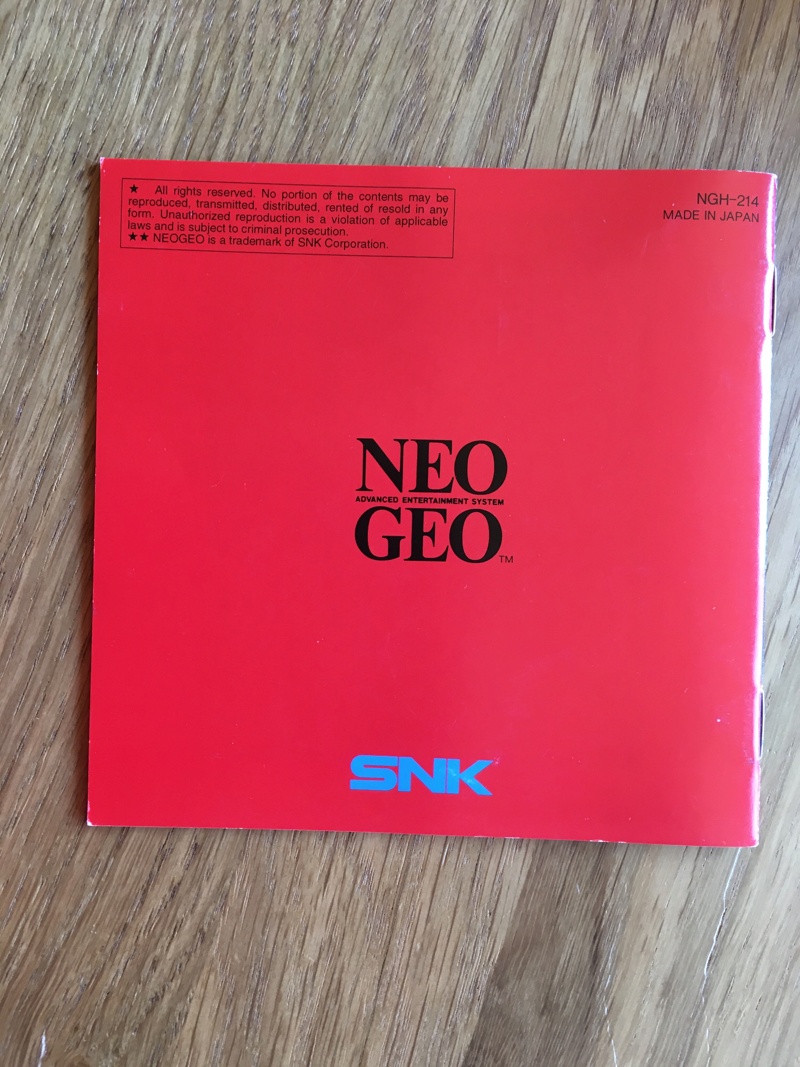 ★ All rights reserved. No portion of the contents may be
reproduced, transmitted, distributed, rented of resold in any
form. Unauthorized reproduction is a violation of applicable
laws and is subject to criminal prosecution.
★★ NEOGEO is a trademark of SNK Corporation.
NGH-214
MADE IN JAPAN
NEO
ADVANCED ENTERTAINMENT SYSTEM
GEO™
SNK